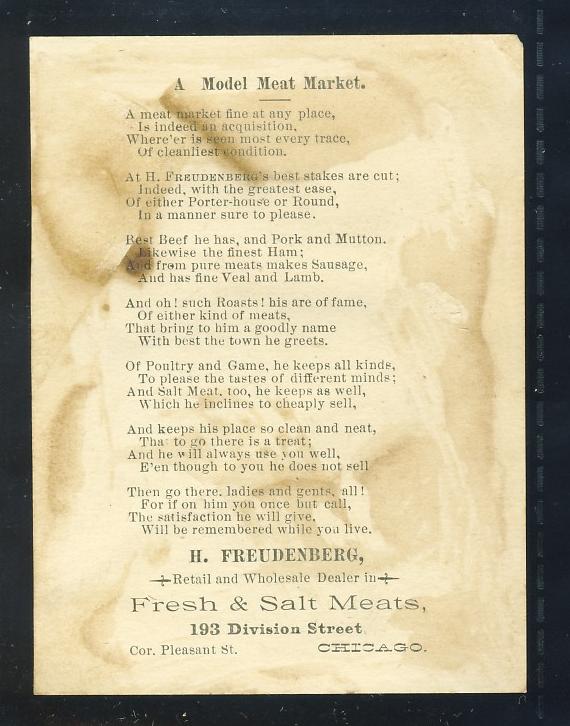 A Model Meat Market.
A meat market fine at any place,
Is indeed an acquisition,
Where'er is seen most every trace,
Of cleanliest condition.
At H. FREUDENBERG's best stakes are cut;
Indeed, with the greatest ease,
Of either Porter-house or Round,
In a manner sure to please.
Best Beef he has, and Pork and Mutton.
Likewise the finest Ham;
And from pure meats makes Sausage,
And has fine Veal and Lamb.
And oh! such Roasts! his are of fame,
Of either kind of meats,
That bring to him a goodly name
With best the town he greets.
Of Poultry and Game, he keeps all kinds,
To please the tastes of different minds;
And Salt Meat, too, he keeps as well,
Which he inclines to cheaply sell,
And keeps his place so clean and neat,
That to go there is a treat;
And he will always use you well,
E'en though to you he does not sell
Then go there, ladies and gents, all!
For if on him you once but call,
The satisfaction he will give,
Will be remembered while you live.
H. FREUDENBERG,
Retail and Wholesale Dealer in
Fresh & Salt Meats,
193 Division Street,
Cor. Pleasant St. CHICAGO.